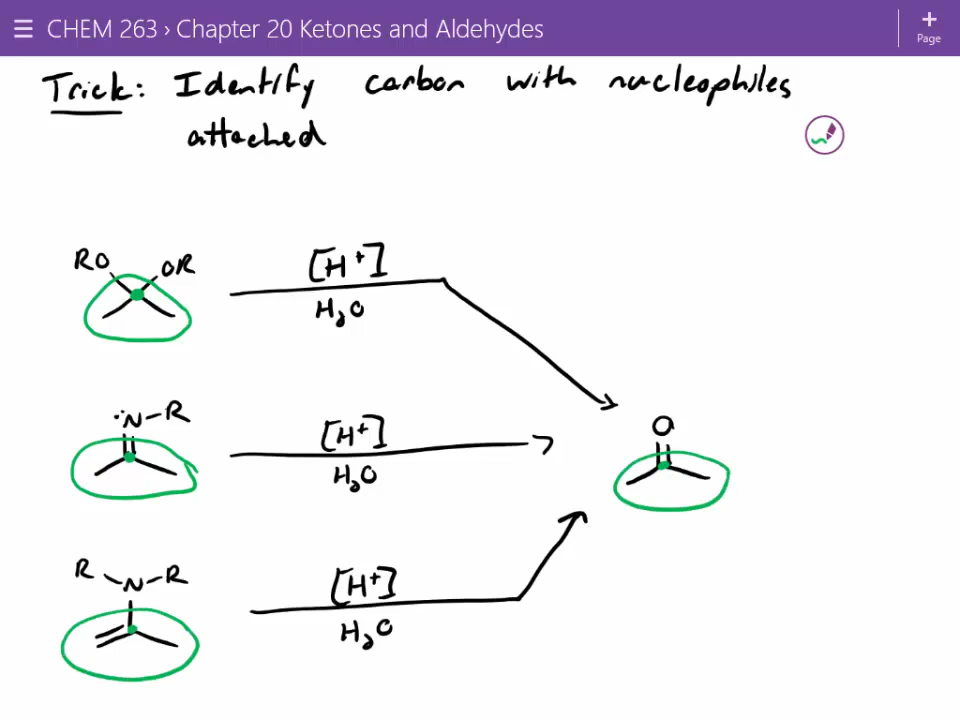 ☰ CHEM 263 › Chapter 20 Ketones and Aldehydes
+
Page
Trick: Identify carbon with nucleophiles
attached
RO OR
[H+]
H2O
:N-R
[H+]
H2O
O
R N R
[H+]
H2O